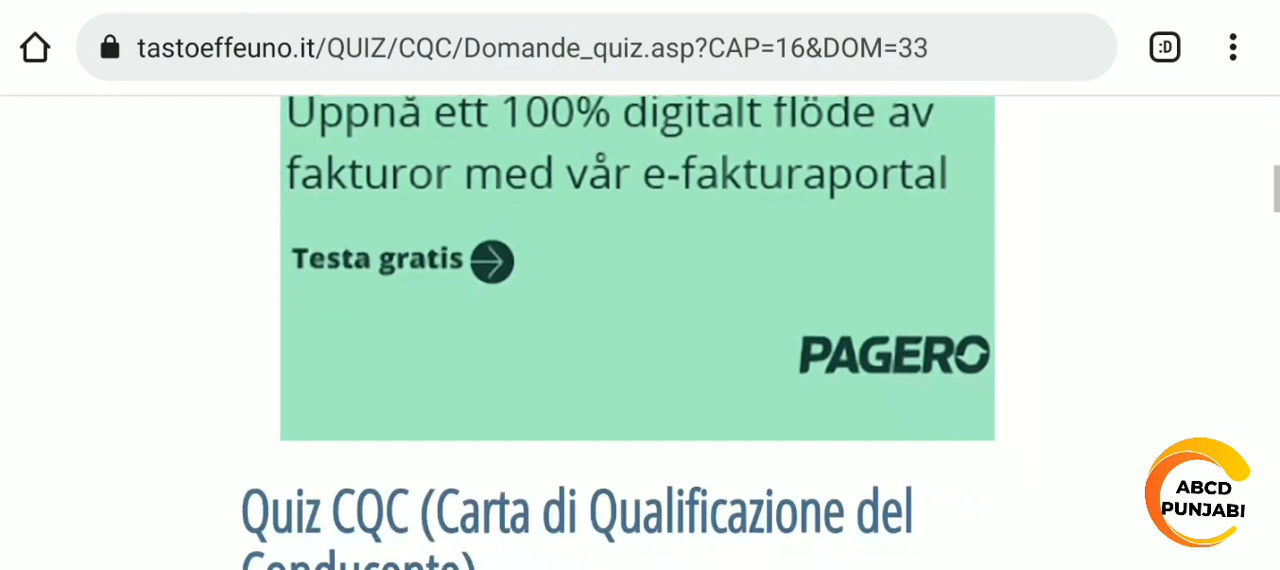 tastoeffeuno.it/QUIZ/CQC/Domande_quiz.asp?CAP=16&DOM=33
:D
Uppnå ett 100% digitalt flöde av
fakturor med vår e-fakturaportal
Testa gratis
PAGERO
Quiz CQC (Carta di Qualificazione del
Conducente)
ABCD
PUNJABI